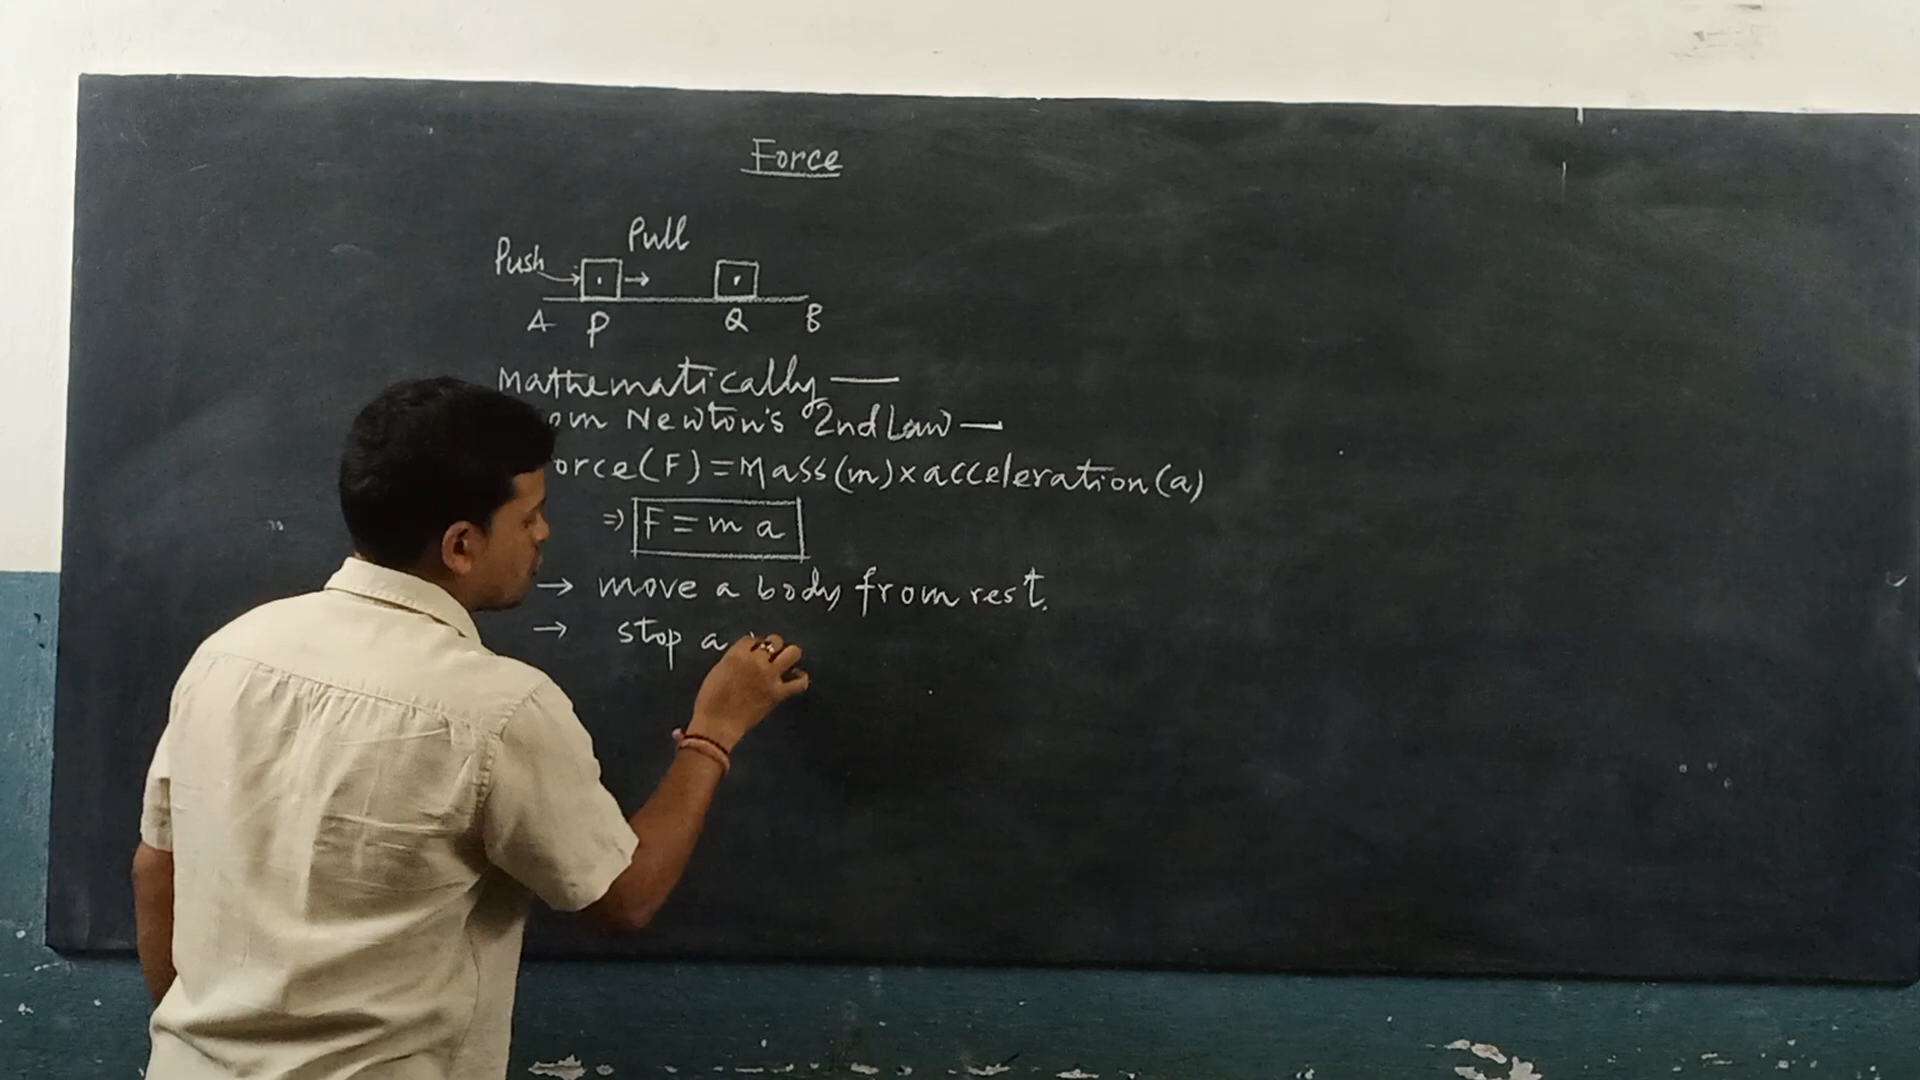 Force
Pull
Push
A P Q B
Mathematically —
om Newton's 2nd Law —
orce (F) = Mass (m) × acceleration (a)
⇒ F = m a
→ move a body from rest.
→ stop a